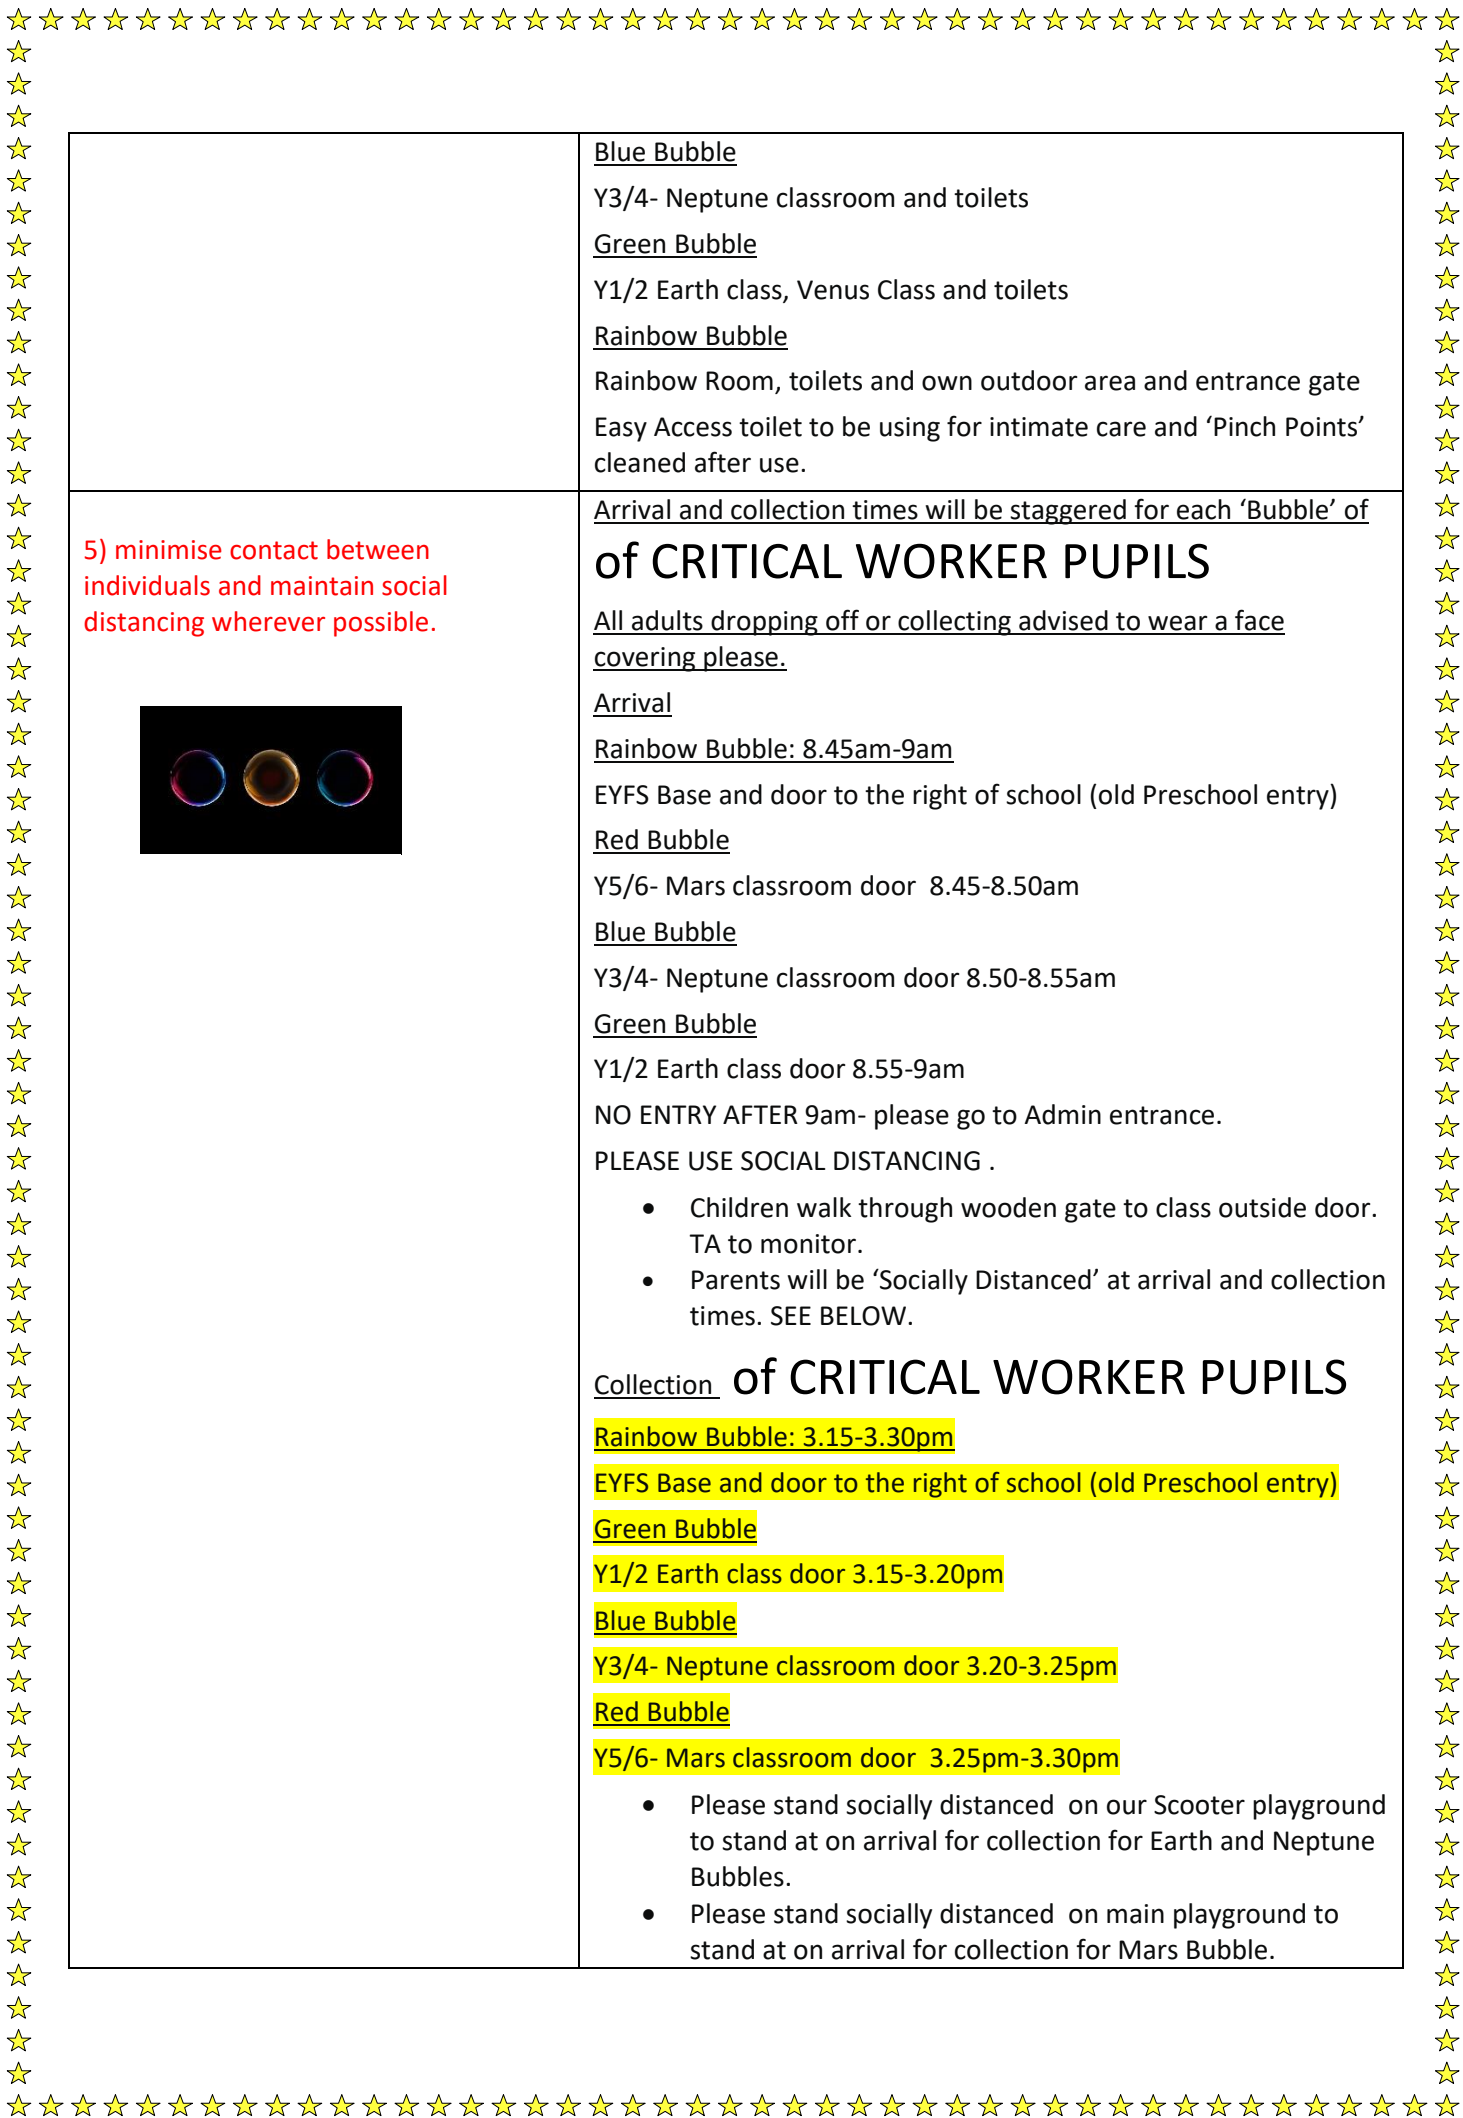 Blue Bubble
Y3/4- Neptune classroom and toilets
Green Bubble
Y1/2 Earth class, Venus Class and toilets
Rainbow Bubble
Rainbow Room, toilets and own outdoor area and entrance gate
Easy Access toilet to be using for intimate care and ‘Pinch Points’
cleaned after use.
5) minimise contact between
individuals and maintain social
distancing wherever possible.
Arrival and collection times will be staggered for each ‘Bubble’ of
of CRITICAL WORKER PUPILS
All adults dropping off or collecting advised to wear a face
covering please.
Arrival
Rainbow Bubble: 8.45am-9am
EYFS Base and door to the right of school (old Preschool entry)
Red Bubble
Y5/6- Mars classroom door  8.45-8.50am
Blue Bubble
Y3/4- Neptune classroom door 8.50-8.55am
Green Bubble
Y1/2 Earth class door 8.55-9am
NO ENTRY AFTER 9am- please go to Admin entrance.
PLEASE USE SOCIAL DISTANCING .
• Children walk through wooden gate to class outside door.
TA to monitor.
• Parents will be ‘Socially Distanced’ at arrival and collection
times. SEE BELOW.
Collection  of CRITICAL WORKER PUPILS
Rainbow Bubble: 3.15-3.30pm
EYFS Base and door to the right of school (old Preschool entry)
Green Bubble
Y1/2 Earth class door 3.15-3.20pm
Blue Bubble
Y3/4- Neptune classroom door 3.20-3.25pm
Red Bubble
Y5/6- Mars classroom door  3.25pm-3.30pm
• Please stand socially distanced  on our Scooter playground
to stand at on arrival for collection for Earth and Neptune
Bubbles.
• Please stand socially distanced  on main playground to
stand at on arrival for collection for Mars Bubble.